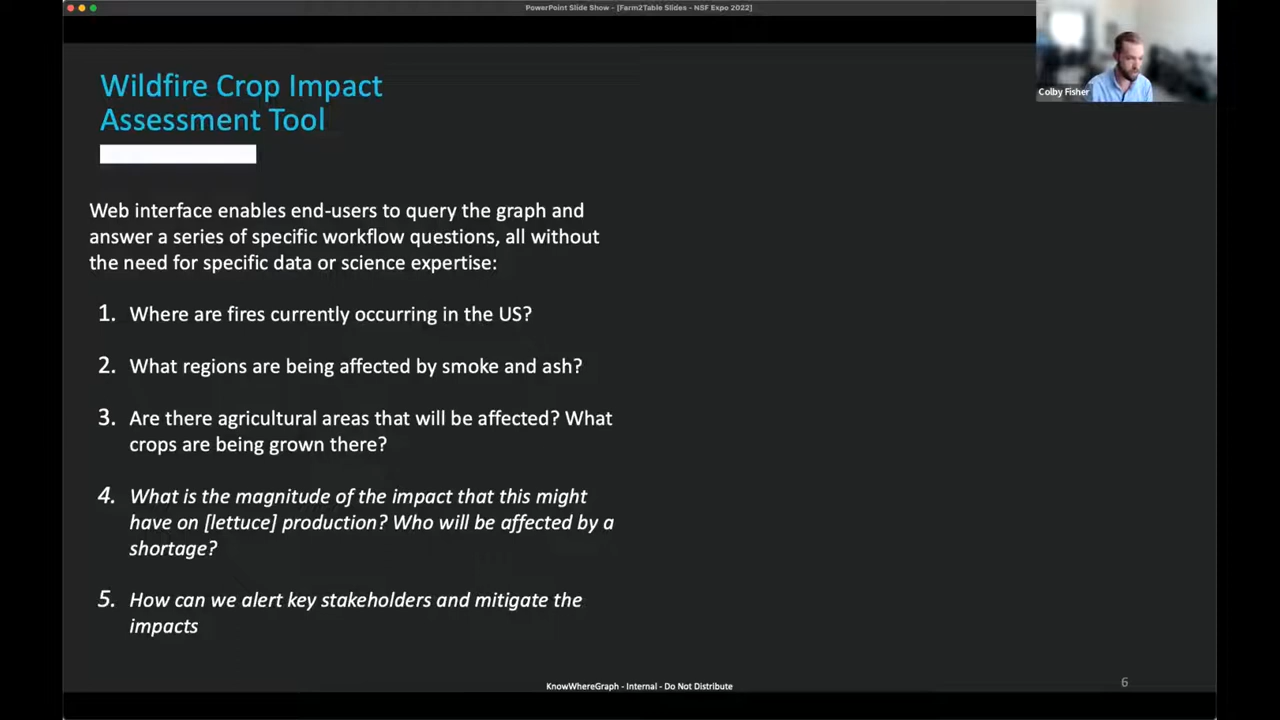 PowerPoint Slide Show - [Farm2Table Slides - NSF Expo 2022]
Colby Fisher
Wildfire Crop Impact
Assessment Tool
Web interface enables end-users to query the graph and
answer a series of specific workflow questions, all without
the need for specific data or science expertise:
1. Where are fires currently occurring in the US?
2. What regions are being affected by smoke and ash?
3. Are there agricultural areas that will be affected? What
crops are being grown there?
4. What is the magnitude of the impact that this might
have on [lettuce] production? Who will be affected by a
shortage?
5. How can we alert key stakeholders and mitigate the
impacts
KnowWhereGraph - Internal - Do Not Distribute
6